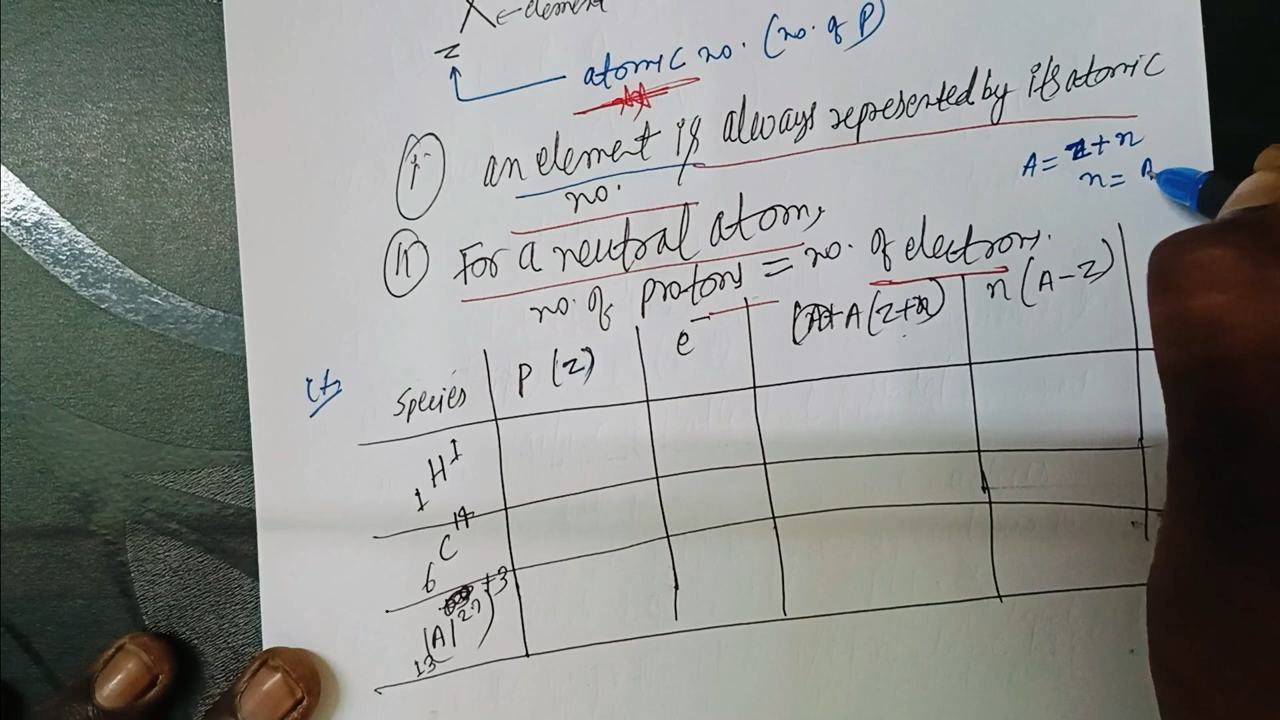 X ← element
Z
atomic no. (no. of P)
(i) an element is always represented by its atomic
no.
A = Z + n
n = A
(ii) For a neutral atom,
no. of protons = no. of electrons.
Species P (Z) e⁻ A (Z+n) n (A-Z)
₁H¹
₆C¹⁴
(₁₃Al²⁷)⁺³